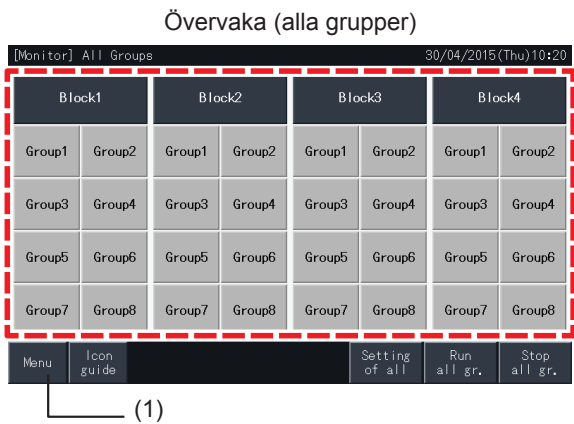 Övervaka (alla grupper)
[Monitor] All Groups 30/04/2015(Thu)10:20
Block1 Block2 Block3 Block4
Group1 Group2 Group1 Group2 Group1 Group2 Group1 Group2
Group3 Group4 Group3 Group4 Group3 Group4 Group3 Group4
Group5 Group6 Group5 Group6 Group5 Group6 Group5 Group6
Group7 Group8 Group7 Group8 Group7 Group8 Group7 Group8
Menu Icon guide Setting of all Run all gr. Stop all gr.
(1)